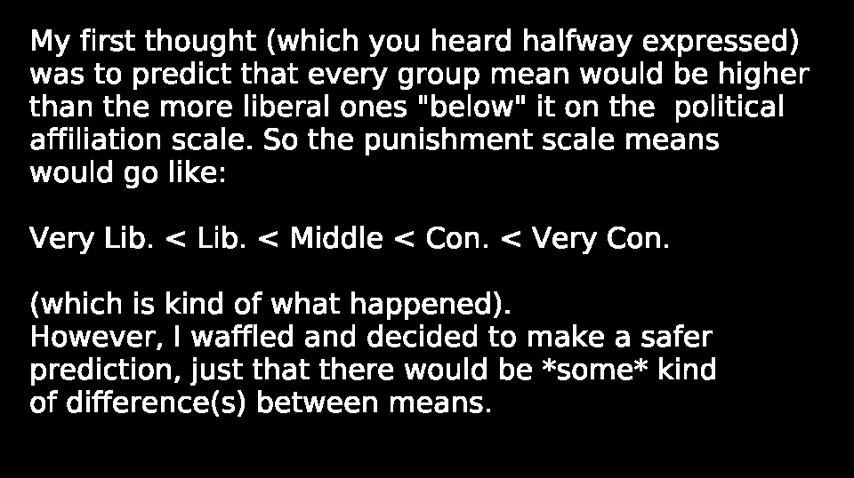 My first thought (which you heard halfway expressed)
was to predict that every group mean would be higher
than the more liberal ones "below" it on the  political
affiliation scale. So the punishment scale means
would go like:
Very Lib. < Lib. < Middle < Con. < Very Con.
(which is kind of what happened).
However, I waffled and decided to make a safer
prediction, just that there would be *some* kind
of difference(s) between means.